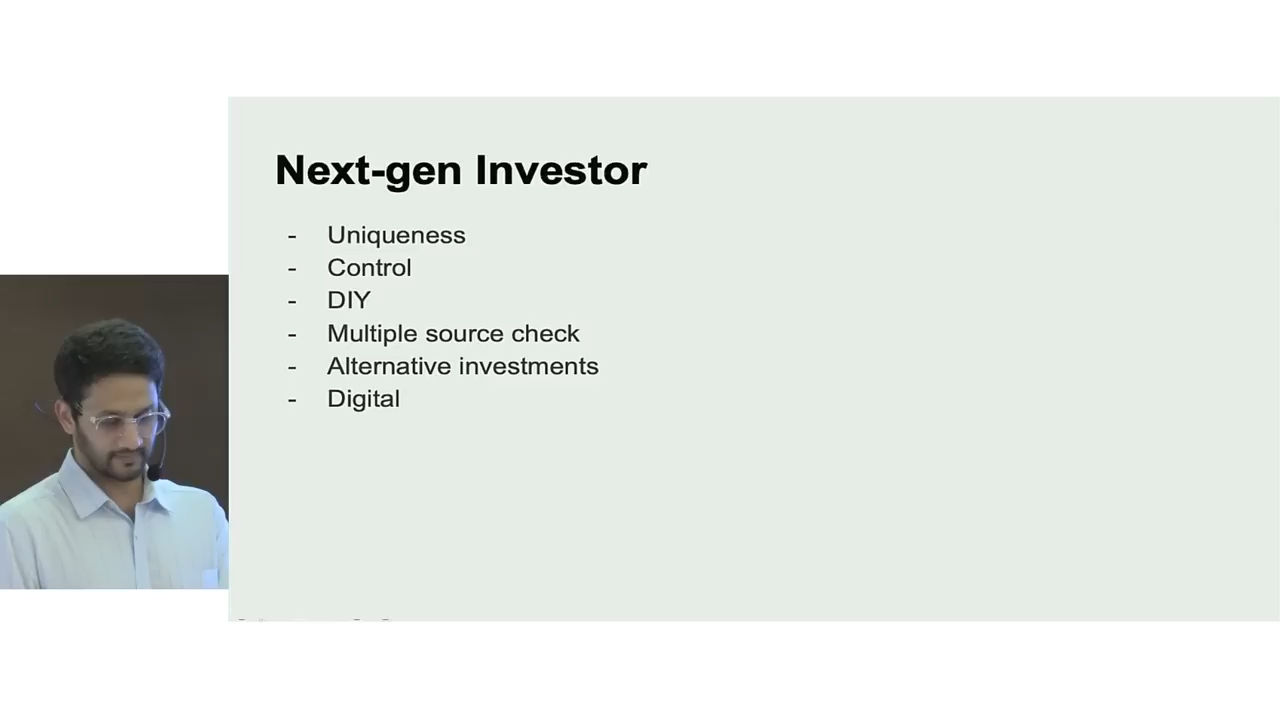 Next-gen Investor
- Uniqueness
- Control
- DIY
- Multiple source check
- Alternative investments
- Digital